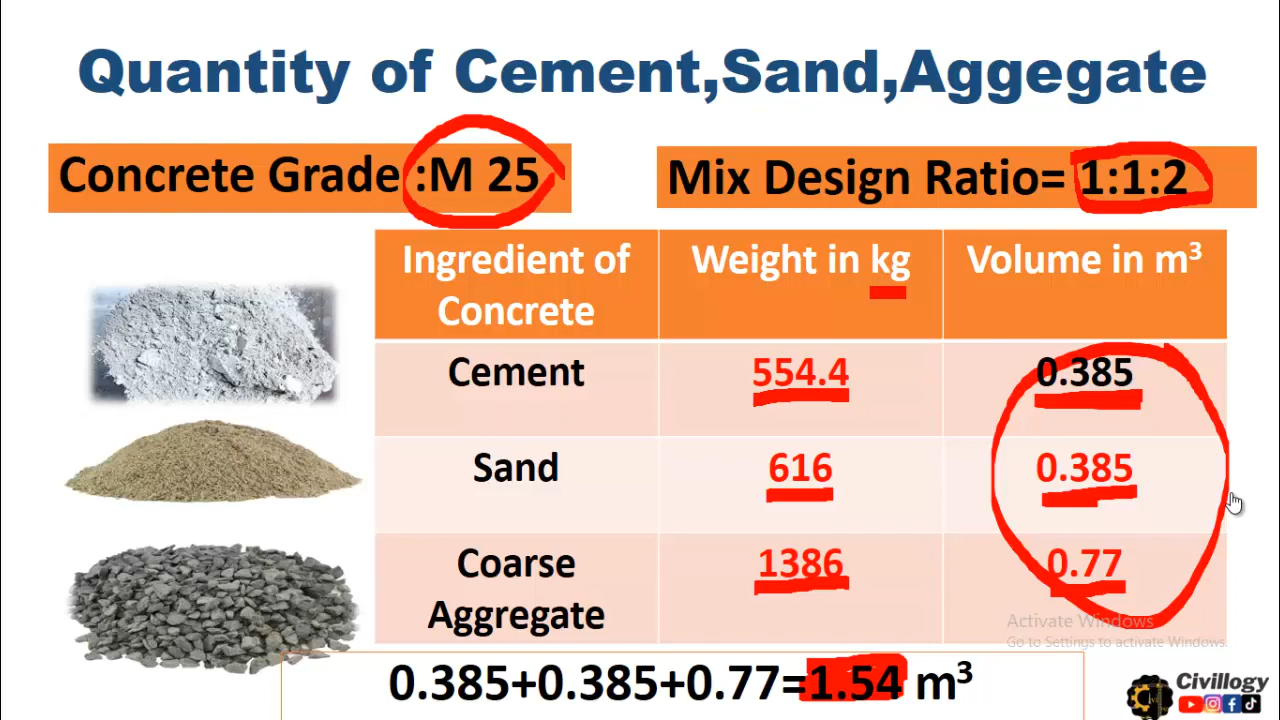 Quantity of Cement,Sand,Aggegate
Concrete Grade :M 25
Mix Design Ratio= 1:1:2
Ingredient of Concrete
Weight in kg
Volume in m³
Cement
554.4
0.385
Sand
616
0.385
Coarse Aggregate
1386
0.77
Activate Windows
Go to Settings to activate Windows.
0.385+0.385+0.77=1.54 m³
Civillogy